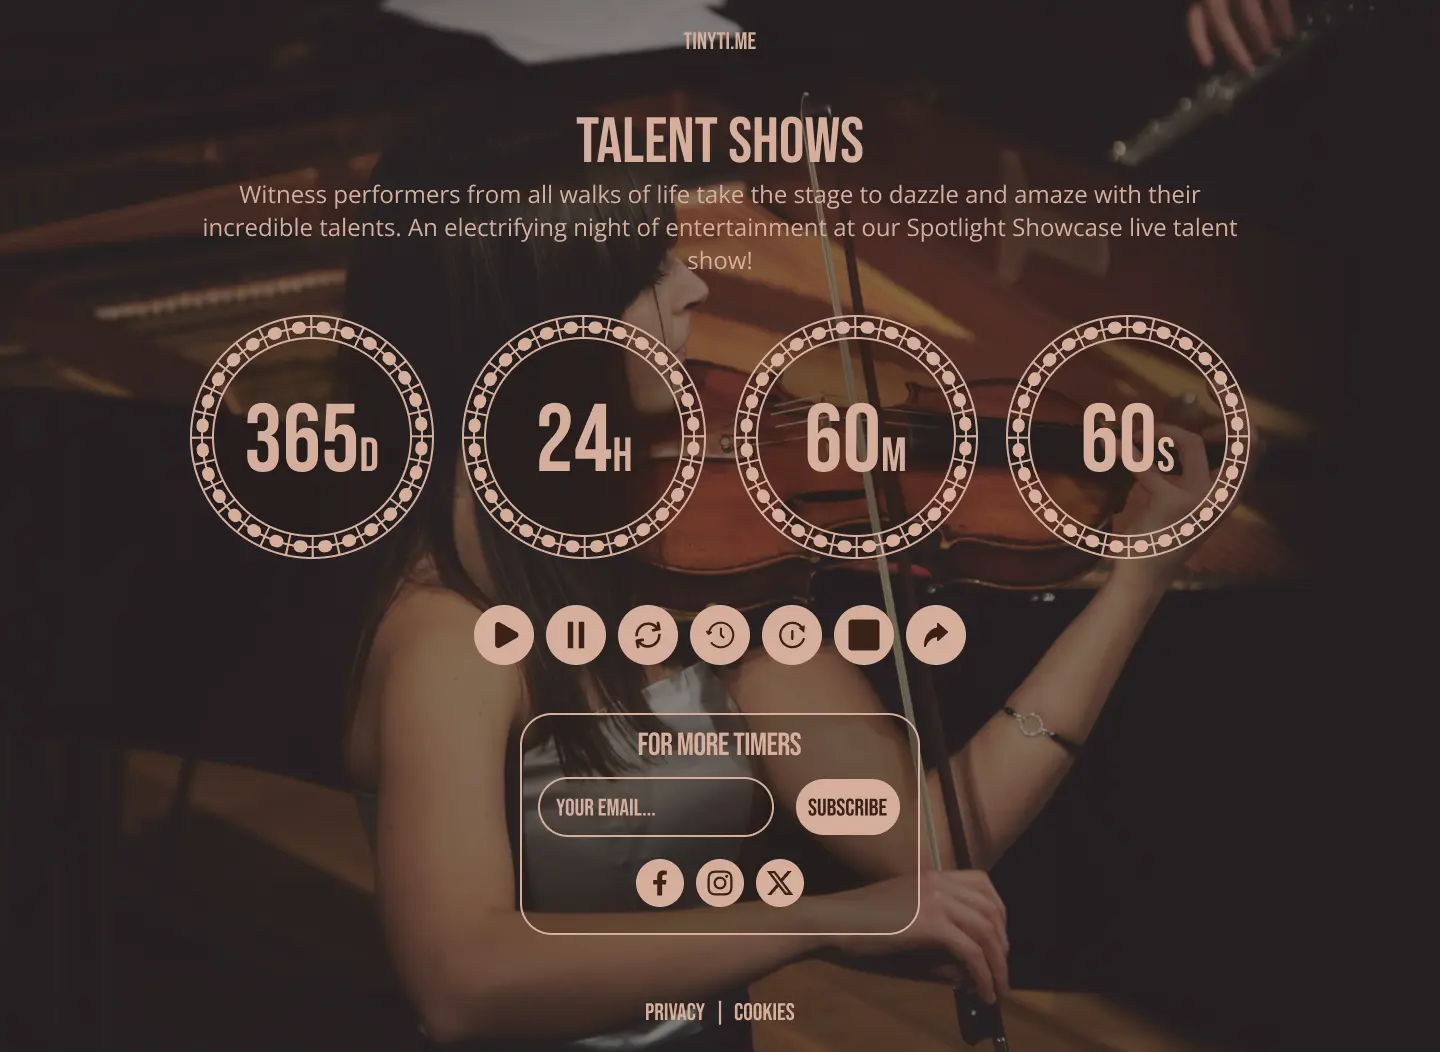 TINYTI.ME
TALENT SHOWS
Witness performers from all walks of life take the stage to dazzle and amaze with their
incredible talents. An electrifying night of entertainment at our Spotlight Showcase live talent
show!
365D 24H 60M 60S
FOR MORE TIMERS
YOUR EMAIL... SUBSCRIBE
PRIVACY | COOKIES